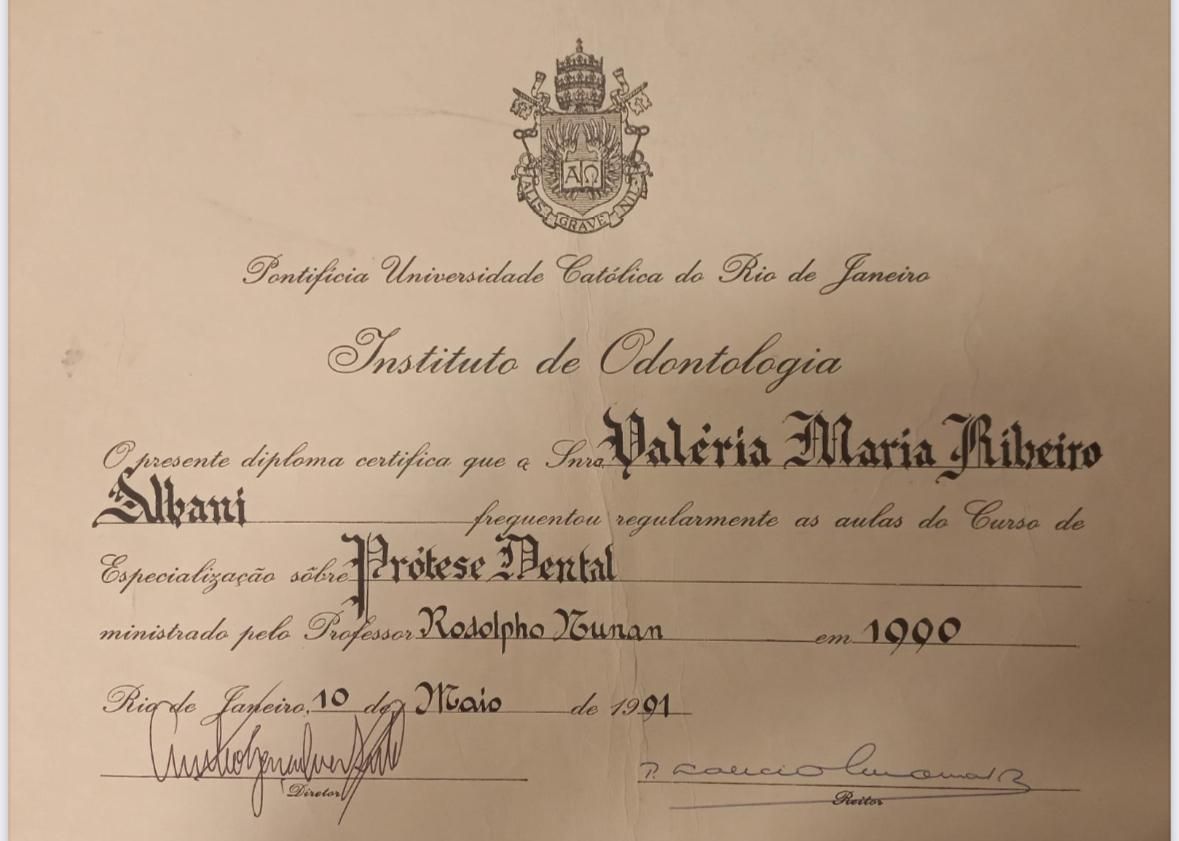 ALIS GRAVE NIL
ΑΩ
Pontifícia Universidade Católica do Rio de Janeiro
Instituto de Odontologia
O presente diploma certifica que a Snra Valéria Maria Ribeiro
Albani frequentou regularmente as aulas do Curso de
Especialização sôbre Prótese Dental
ministrado pelo Professor Rodolpho Nunan em 1990
Rio de Janeiro, 10 de Maio de 1991
Diretor
Reitor